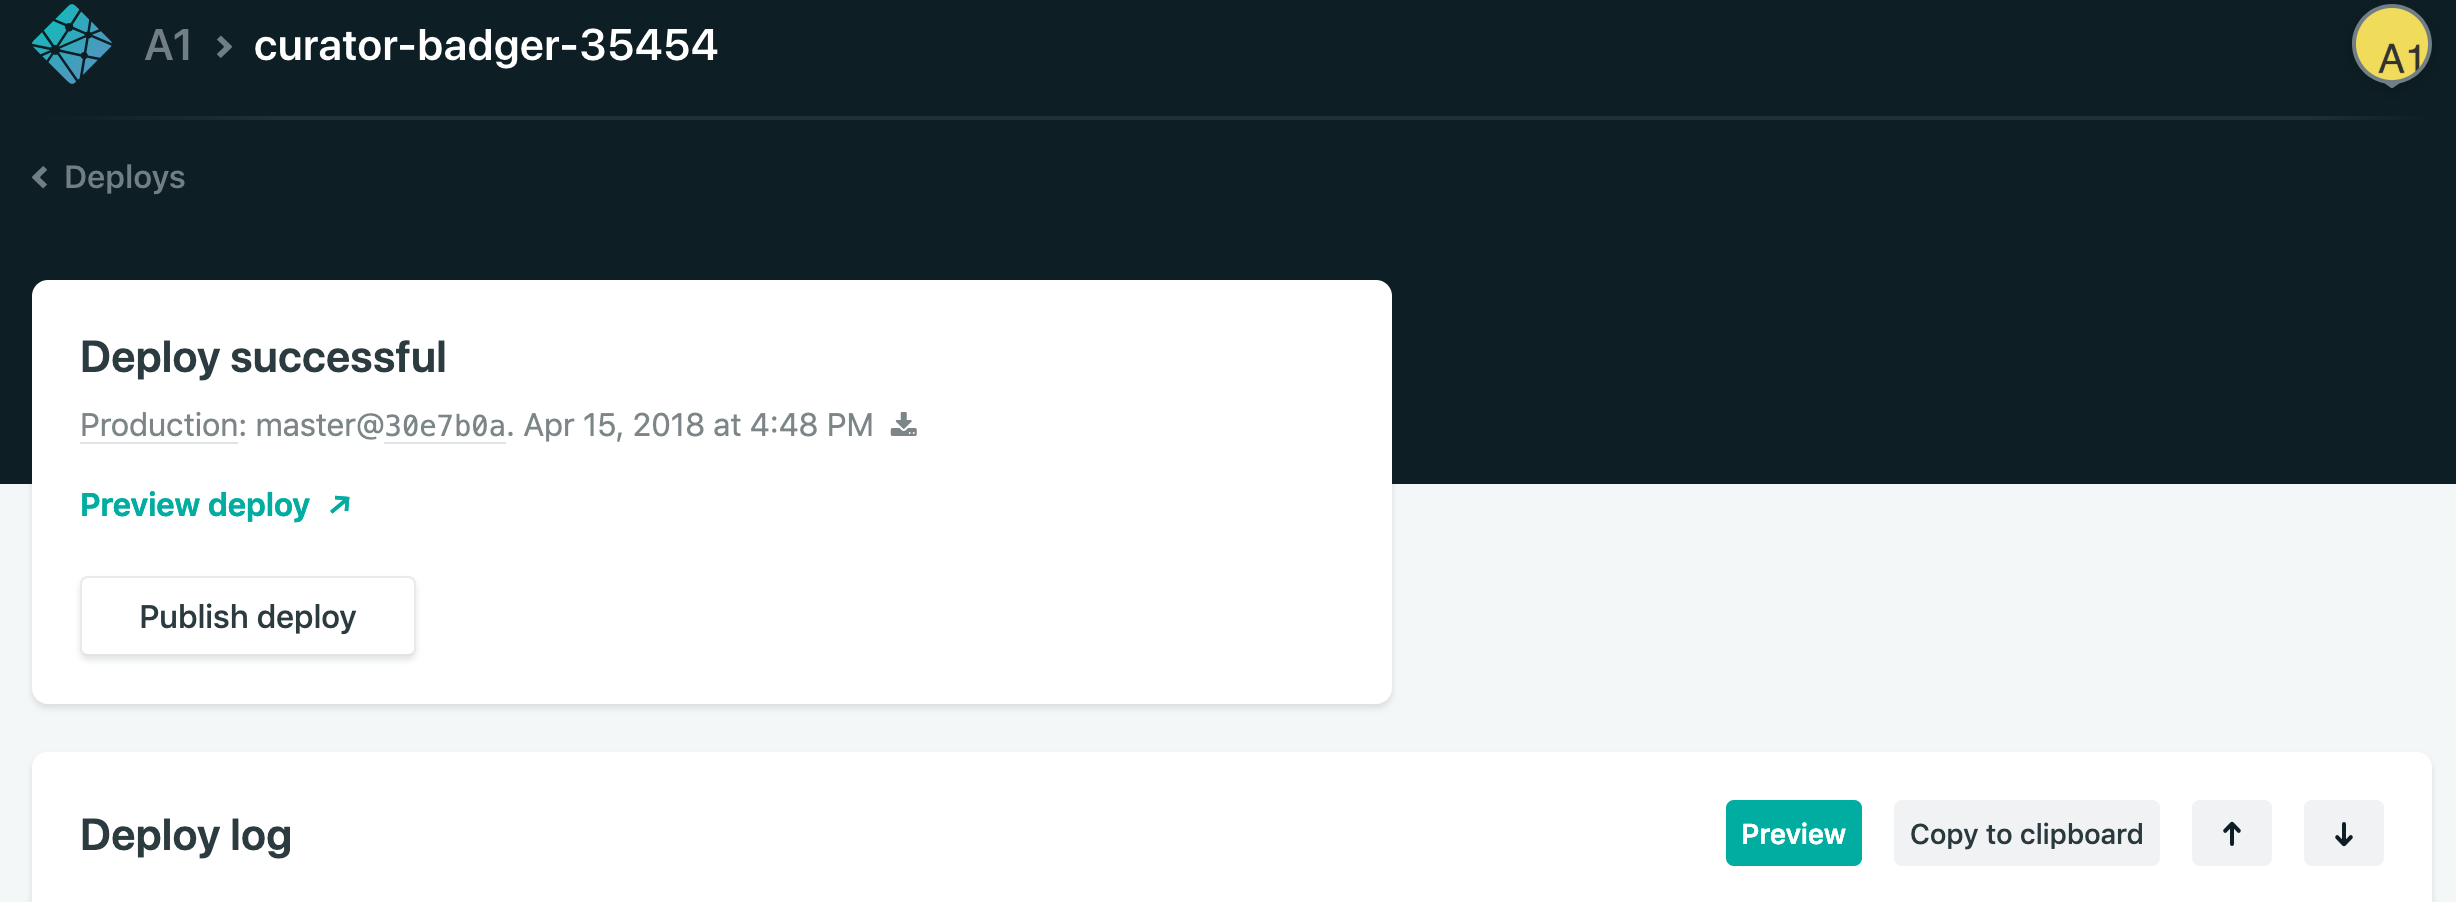 A1 > curator-badger-35454
A1
Deploys
Deploy successful
Production: master@30e7b0a. Apr 15, 2018 at 4:48 PM
Preview deploy
Publish deploy
Deploy log
Preview
Copy to clipboard